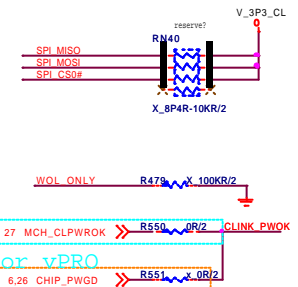 V_3P3_CL
0
reserve?
RN40
SPI_MISO
SPI_MOSI
SPI_CS0#
X_8P4R-10KR/2
WOL_ONLY R479 X_100KR/2
27 MCH_CLPWROK R550 0R/2 CLINK_PWOK
or vPRO
6,26 CHIP_PWGD R551 x_0R/2